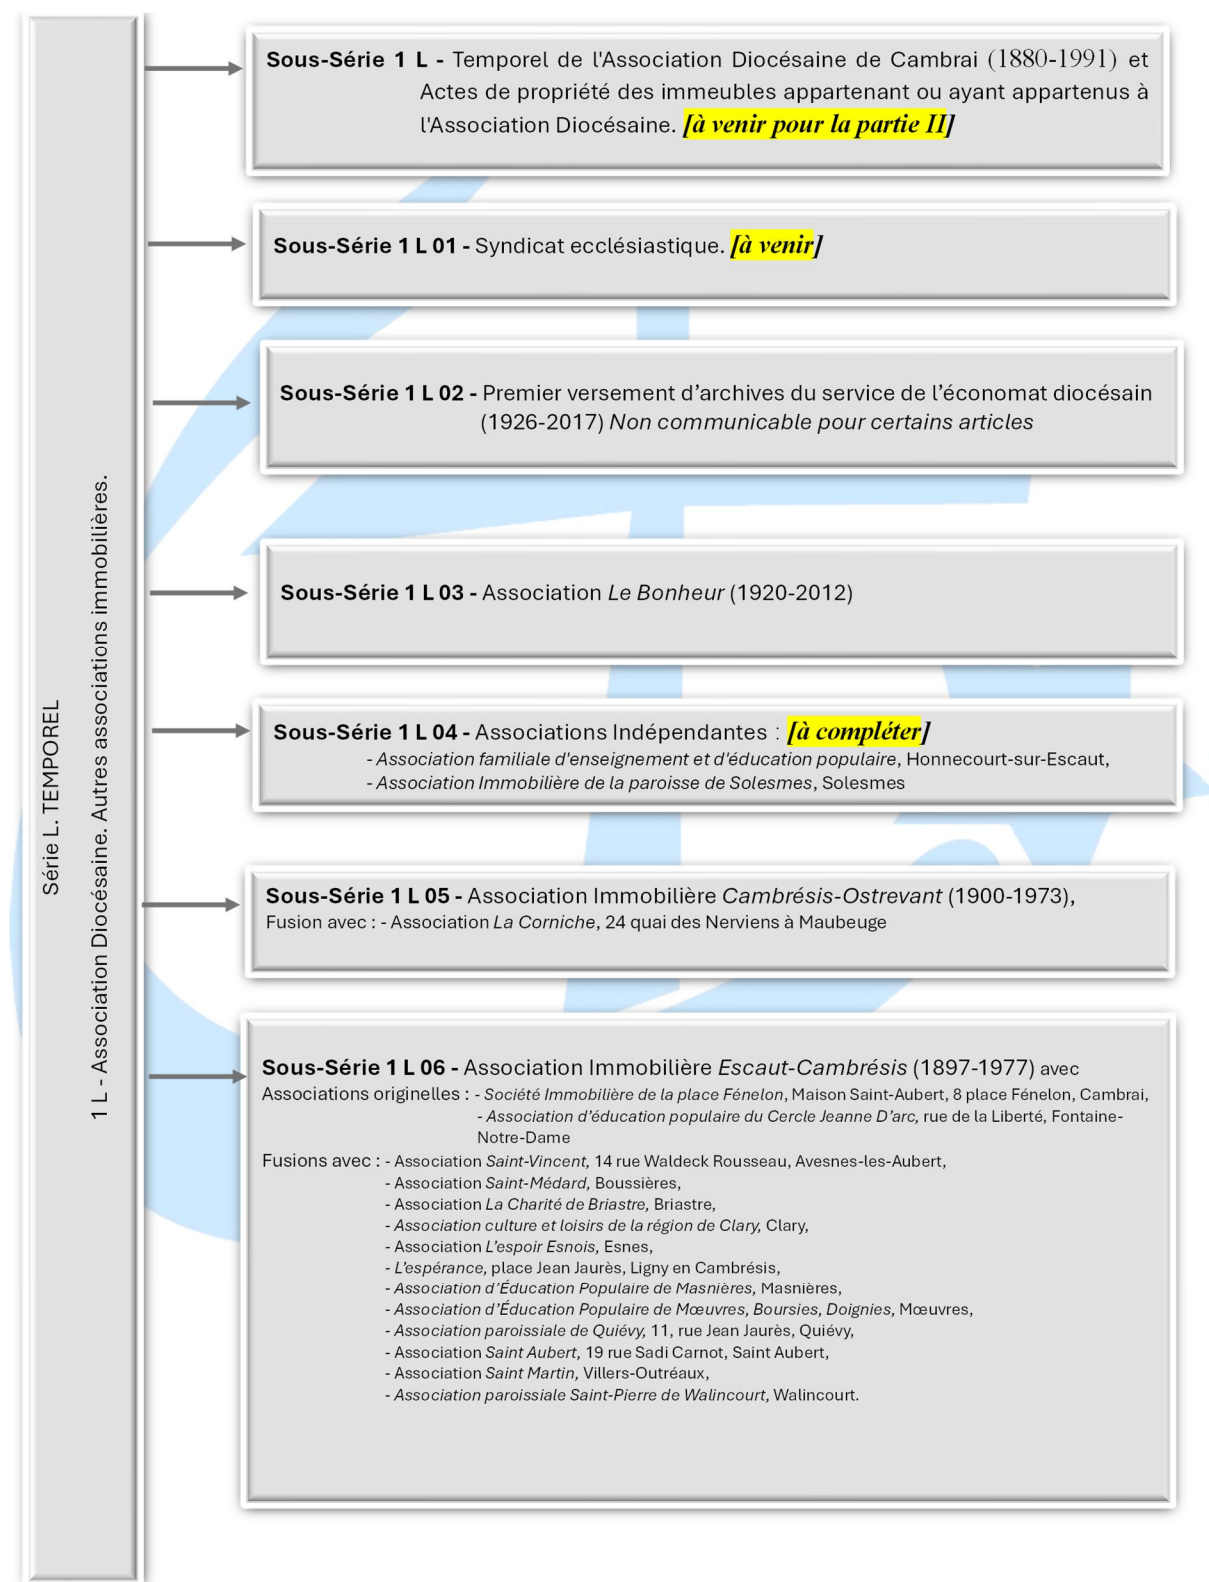 Série L. TEMPOREL
1 L - Association Diocésaine. Autres associations immobilières.
Sous-Série 1 L - Temporel de l'Association Diocésaine de Cambrai (1880-1991) et
Actes de propriété des immeubles appartenant ou ayant appartenus à
l'Association Diocésaine. [à venir pour la partie II]
Sous-Série 1 L 01 - Syndicat ecclésiastique. [à venir]
Sous-Série 1 L 02 - Premier versement d’archives du service de l’économat diocésain
(1926-2017) Non communicable pour certains articles
Sous-Série 1 L 03 - Association Le Bonheur (1920-2012)
Sous-Série 1 L 04 - Associations Indépendantes : [à compléter]
- Association familiale d'enseignement et d'éducation populaire, Honnecourt-sur-Escaut,
- Association Immobilière de la paroisse de Solesmes, Solesmes
Sous-Série 1 L 05 - Association Immobilière Cambrésis-Ostrevant (1900-1973),
Fusion avec : - Association La Corniche, 24 quai des Nerviens à Maubeuge
Sous-Série 1 L 06 - Association Immobilière Escaut-Cambrésis (1897-1977) avec
Associations originelles : - Société Immobilière de la place Fénelon, Maison Saint-Aubert, 8 place Fénelon, Cambrai,
- Association d’éducation populaire du Cercle Jeanne D’arc, rue de la Liberté, Fontaine-
Notre-Dame
Fusions avec : - Association Saint-Vincent, 14 rue Waldeck Rousseau, Avesnes-les-Aubert,
- Association Saint-Médard, Boussières,
- Association La Charité de Briastre, Briastre,
- Association culture et loisirs de la région de Clary, Clary,
- Association L’espoir Esnois, Esnes,
- L’espérance, place Jean Jaurès, Ligny en Cambrésis,
- Association d’Éducation Populaire de Masnières, Masnières,
- Association d’Éducation Populaire de Mœuvres, Boursies, Doignies, Mœuvres,
- Association paroissiale de Quiévy, 11, rue Jean Jaurès, Quiévy,
- Association Saint Aubert, 19 rue Sadi Carnot, Saint Aubert,
- Association Saint Martin, Villers-Outréaux,
- Association paroissiale Saint-Pierre de Walincourt, Walincourt.